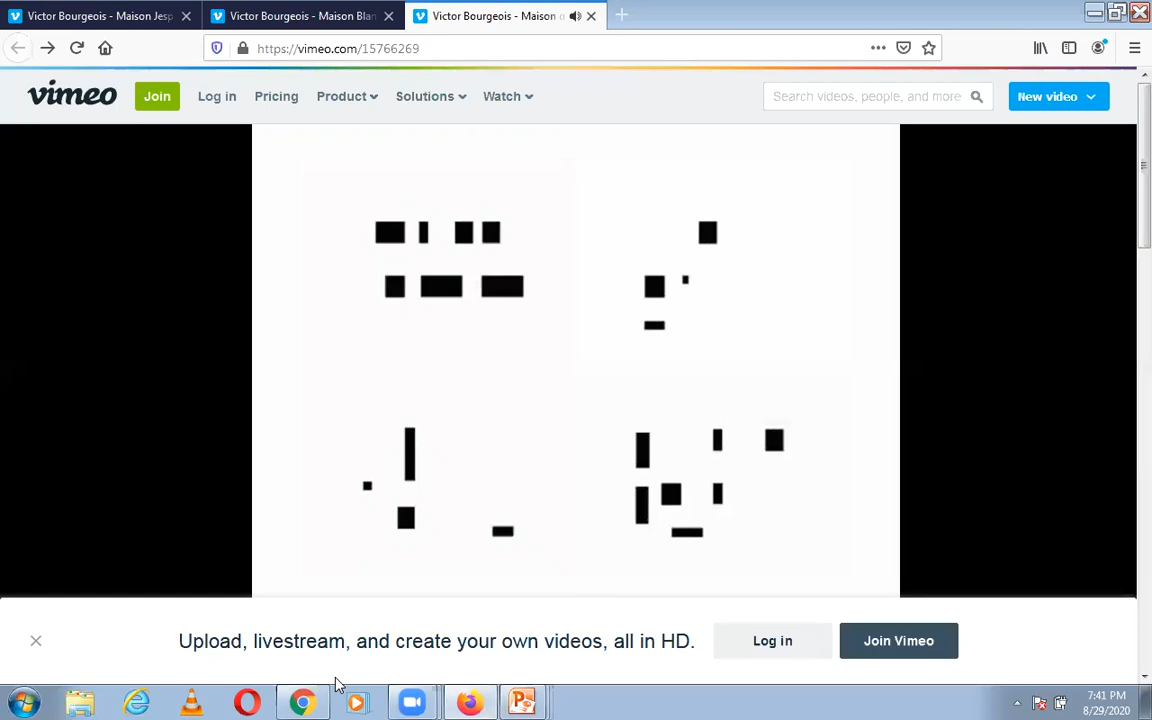 Victor Bourgeois - Maison Jesp
Victor Bourgeois - Maison Blan
Victor Bourgeois - Maison
https://vimeo.com/15766269
vimeo Join Log in Pricing Product Solutions Watch Search videos, people, and more New video
Upload, livestream, and create your own videos, all in HD. Log in Join Vimeo
7:41 PM
8/29/2020